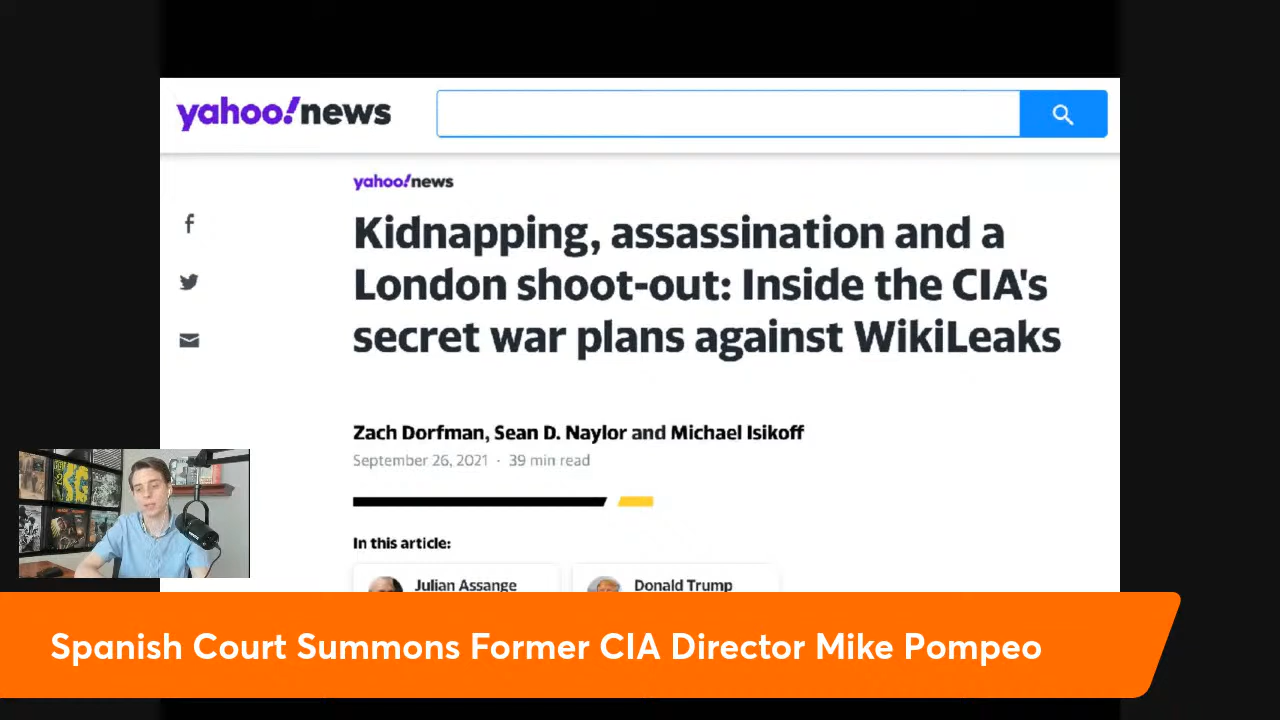 yahoo!news
yahoo!news
Kidnapping, assassination and a
London shoot-out: Inside the CIA's
secret war plans against WikiLeaks
Zach Dorfman, Sean D. Naylor and Michael Isikoff
September 26, 2021 · 39 min read
In this article:
Julian Assange
Donald Trump
Spanish Court Summons Former CIA Director Mike Pompeo